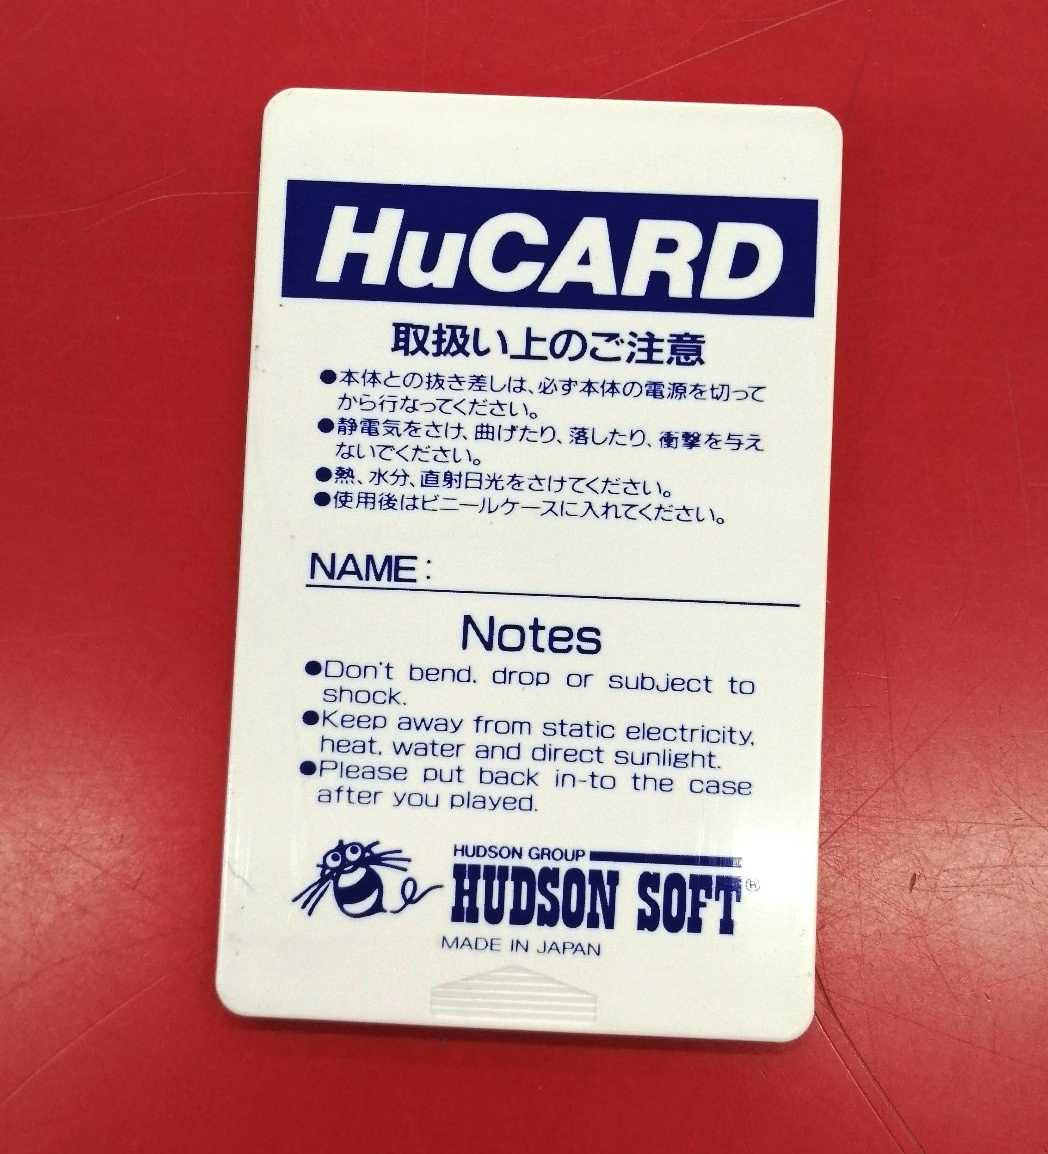 HuCARD
取扱い上のご注意
●本体との抜き差しは、必ず本体の電源を切って
から行なってください。
●静電気をさけ、曲げたり、落したり、衝撃を与え
ないでください。
●熱、水分、直射日光をさけてください。
●使用後はビニールケースに入れてください。
NAME:
Notes
●Don't bend, drop or subject to
shock.
●Keep away from static electricity,
heat, water and direct sunlight.
●Please put back in-to the case
after you played.
HUDSON GROUP
HUDSON SOFT®
MADE IN JAPAN